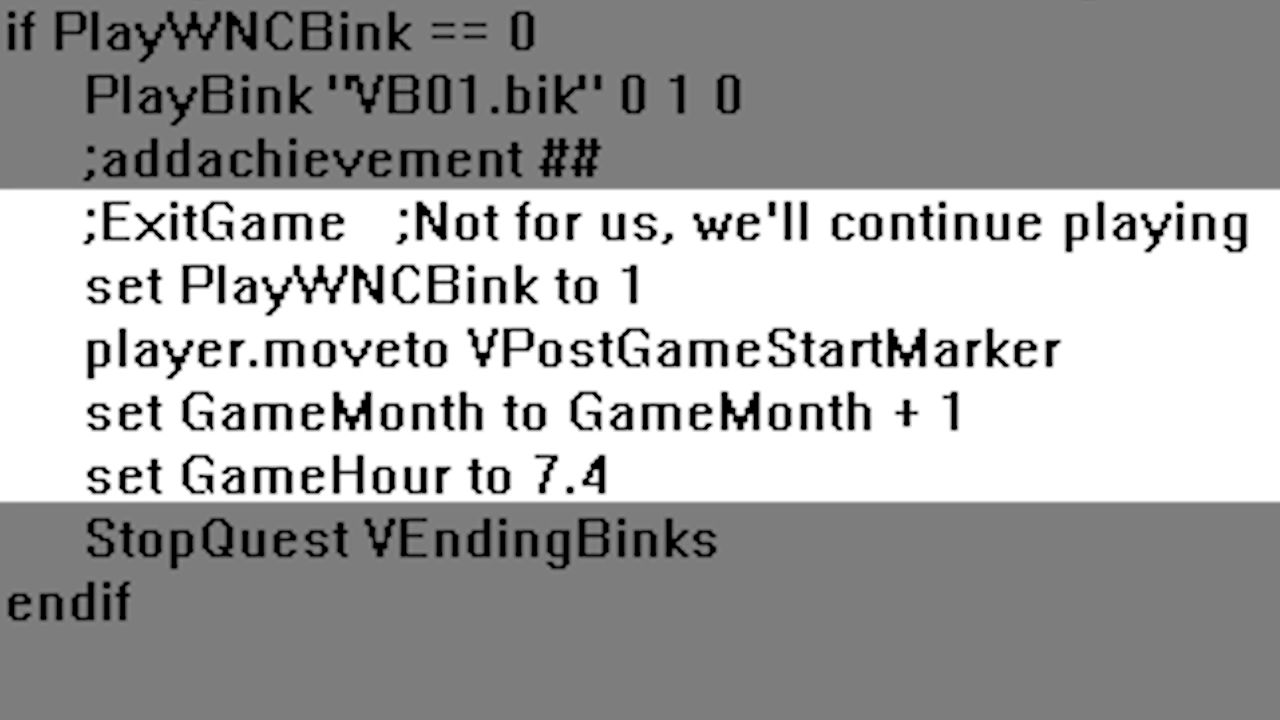 if PlayWNCBink == 0
PlayBink "VB01.bik" 0 1 0
;addachievement ##
;ExitGame ;Not for us, we'll continue playing
set PlayWNCBink to 1
player.moveto VPostGameStartMarker
set GameMonth to GameMonth + 1
set GameHour to 7.4
StopQuest VEndingBinks
endif